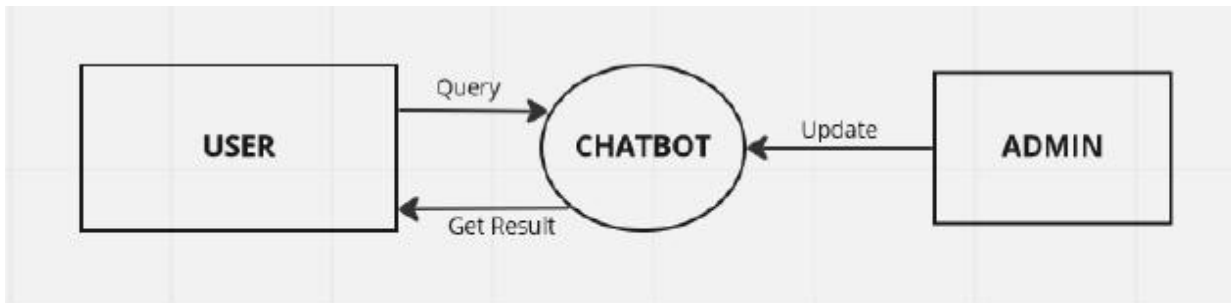 Query
USER
CHATBOT
Update
ADMIN
Get Result